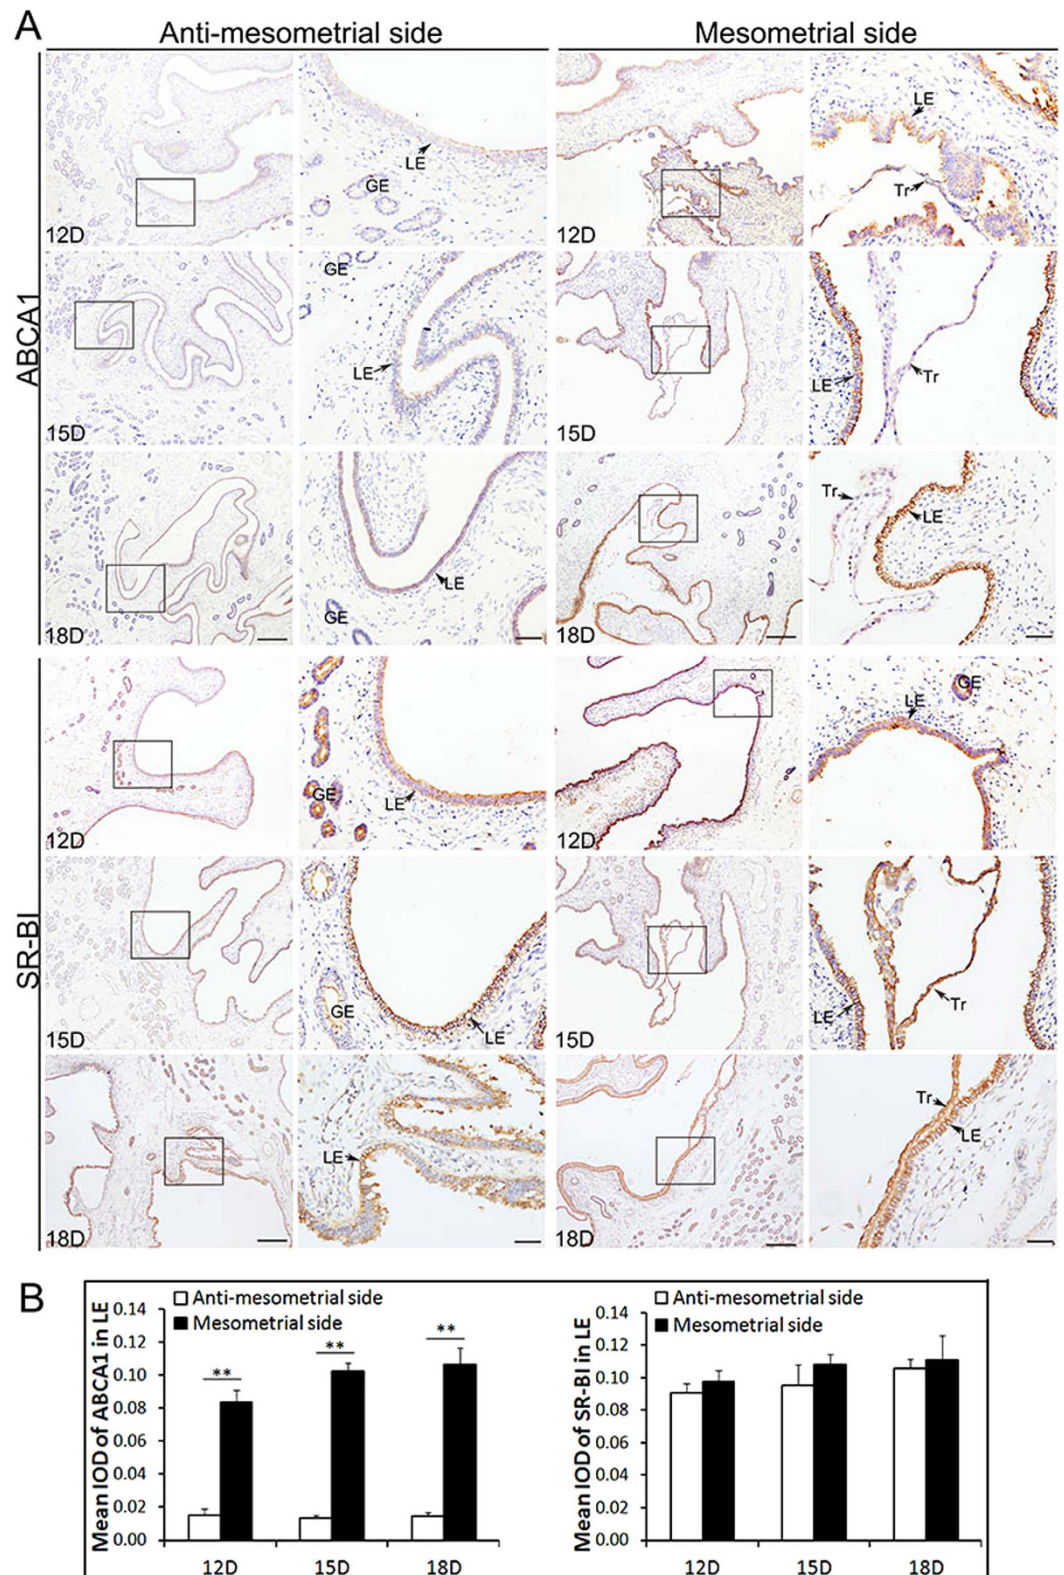 A
Anti-mesometrial side
Mesometrial side
ABCA1
LE
GE
12D
LE
Tr
12D
GE
LE
15D
LE
Tr
15D
LE
GE
18D
Tr
LE
18D
SR-BI
GE
LE
12D
GE
LE
12D
GE
LE
15D
LE
Tr
15D
LE
18D
Tr
LE
18D
B
Mean IOD of ABCA1 in LE
Anti-mesometrial side
Mesometrial side
0.14
0.12
0.10
0.08
0.06
0.04
0.02
0.00
**
**
**
12D
15D
18D
Mean IOD of SR-BI in LE
Anti-mesometrial side
Mesometrial side
0.14
0.12
0.10
0.08
0.06
0.04
0.02
0.00
12D
15D
18D